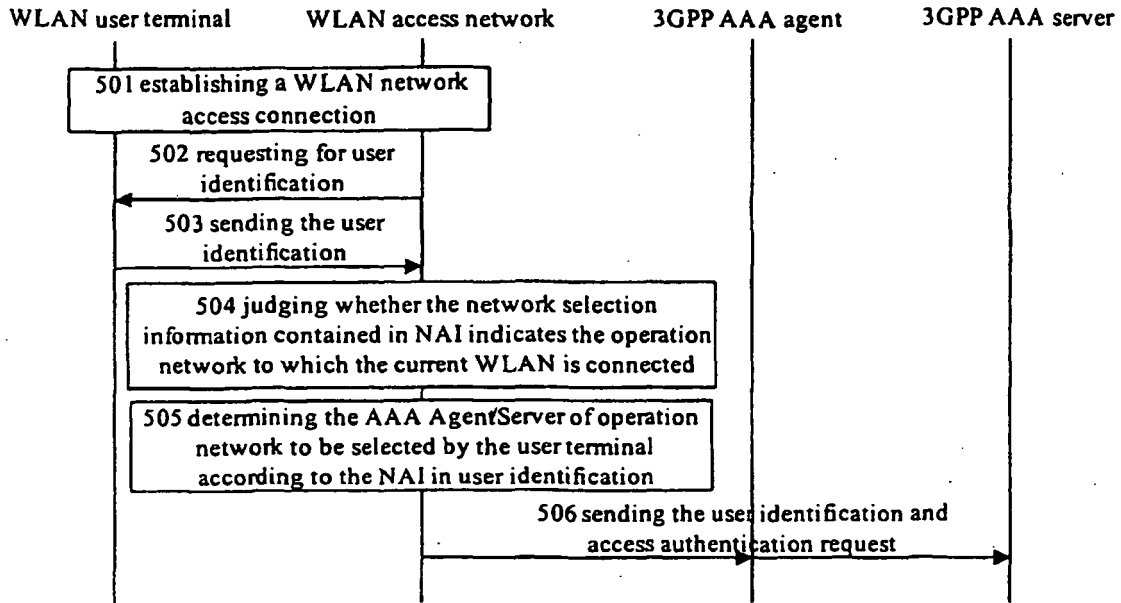 WLAN user terminal
WLAN access network
3GPP AAA agent
3GPP AAA server
501 establishing a WLAN network
access connection
502 requesting for user
identification
503 sending the user
identification
504 judging whether the network selection
information contained in NAI indicates the operation
network to which the current WLAN is connected
505 determining the AAA Agent/Server of operation
network to be selected by the user terminal
according to the NAI in user identification
506 sending the user identification and
access authentication request